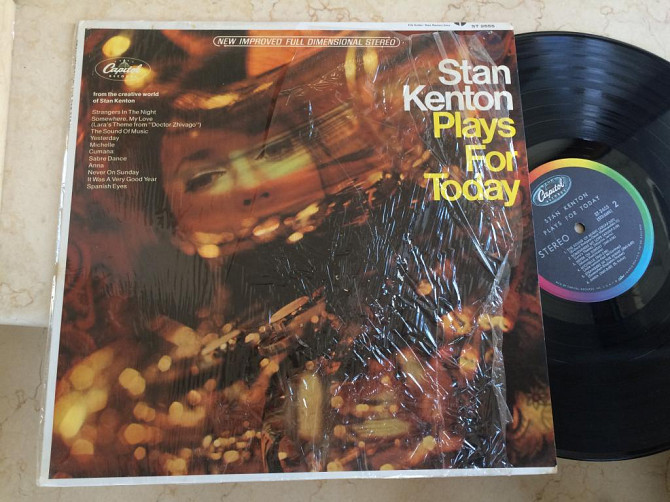 NEW IMPROVED FULL DIMENSIONAL STEREO
Capitol
RECORDS
from the creative world
of Stan Kenton
Strangers In The Night
Somewhere, My Love
(Lara's Theme from "Doctor Zhivago")
The Sound Of Music
Yesterday
Michelle
Cumana
Sabre Dance
Anna
Never On Sunday
It Was A Very Good Year
Spanish Eyes
Stan
Kenton
Plays
For
Today
Capitol
STAN KENTON
PLAYS FOR TODAY
STEREO
2